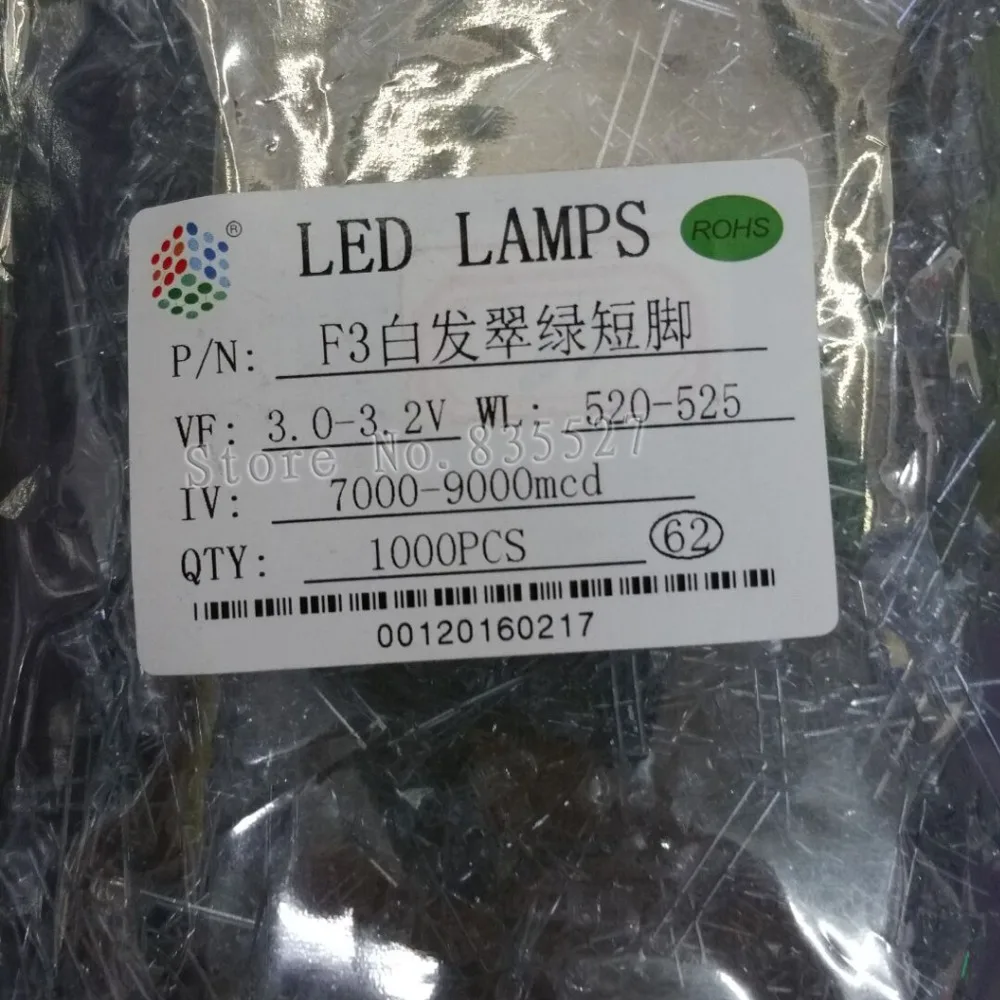 ®
LED LAMPS
ROHS
P/N: F3白发翠绿短脚
VF: 3.0-3.2V WL: 520-525
Store No.835527
IV: 7000-9000mcd
QTY: 1000PCS 62
00120160217